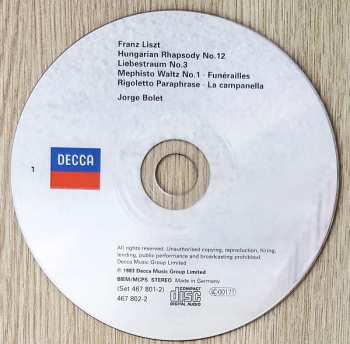 Franz Liszt
Hungarian Rhapsody No.12
Liebestraum No.3
Mephisto Waltz No.1 · Funérailles
Rigoletto Paraphrase · La campanella
Jorge Bolet
1
DECCA
All rights reserved. Unauthorised copying, reproduction, hiring,
lending, public performance and broadcasting prohibited.
Decca Music Group Limited
℗ 1983 Decca Music Group Limited
BIEM/MCPS STEREO Made in Germany
(Set 467 801-2)
467 802-2
COMPACT
disc
DIGITAL AUDIO
LC 00171